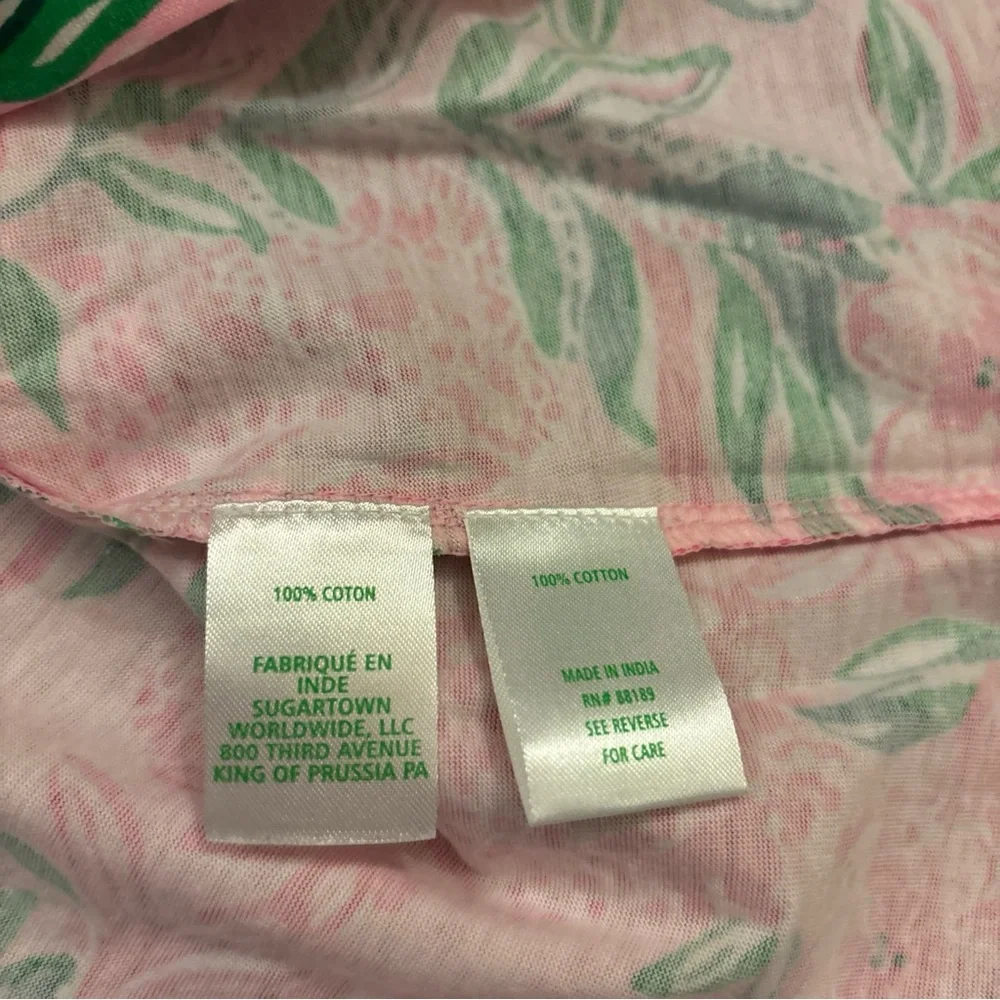 100% COTON
FABRIQUÉ EN
INDE
SUGARTOWN
WORLDWIDE, LLC
800 THIRD AVENUE
KING OF PRUSSIA PA
100% COTTON
MADE IN INDIA
RN# 88189
SEE REVERSE
FOR CARE